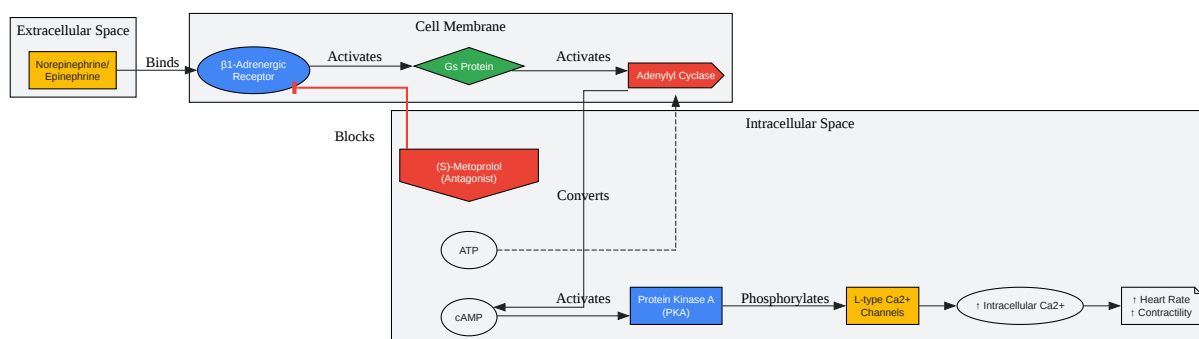 Extracellular Space
Norepinephrine/
Epinephrine
Binds
Cell Membrane
β1-Adrenergic
Receptor
Activates
Gs Protein
Activates
Adenylyl Cyclase
Blocks
Intracellular Space
(S)-Metoprolol
(Antagonist)
Converts
ATP
cAMP
Activates
Protein Kinase A
(PKA)
Phosphorylates
L-type Ca2+
Channels
↑ Intracellular Ca2+
↑ Heart Rate
↑ Contractility